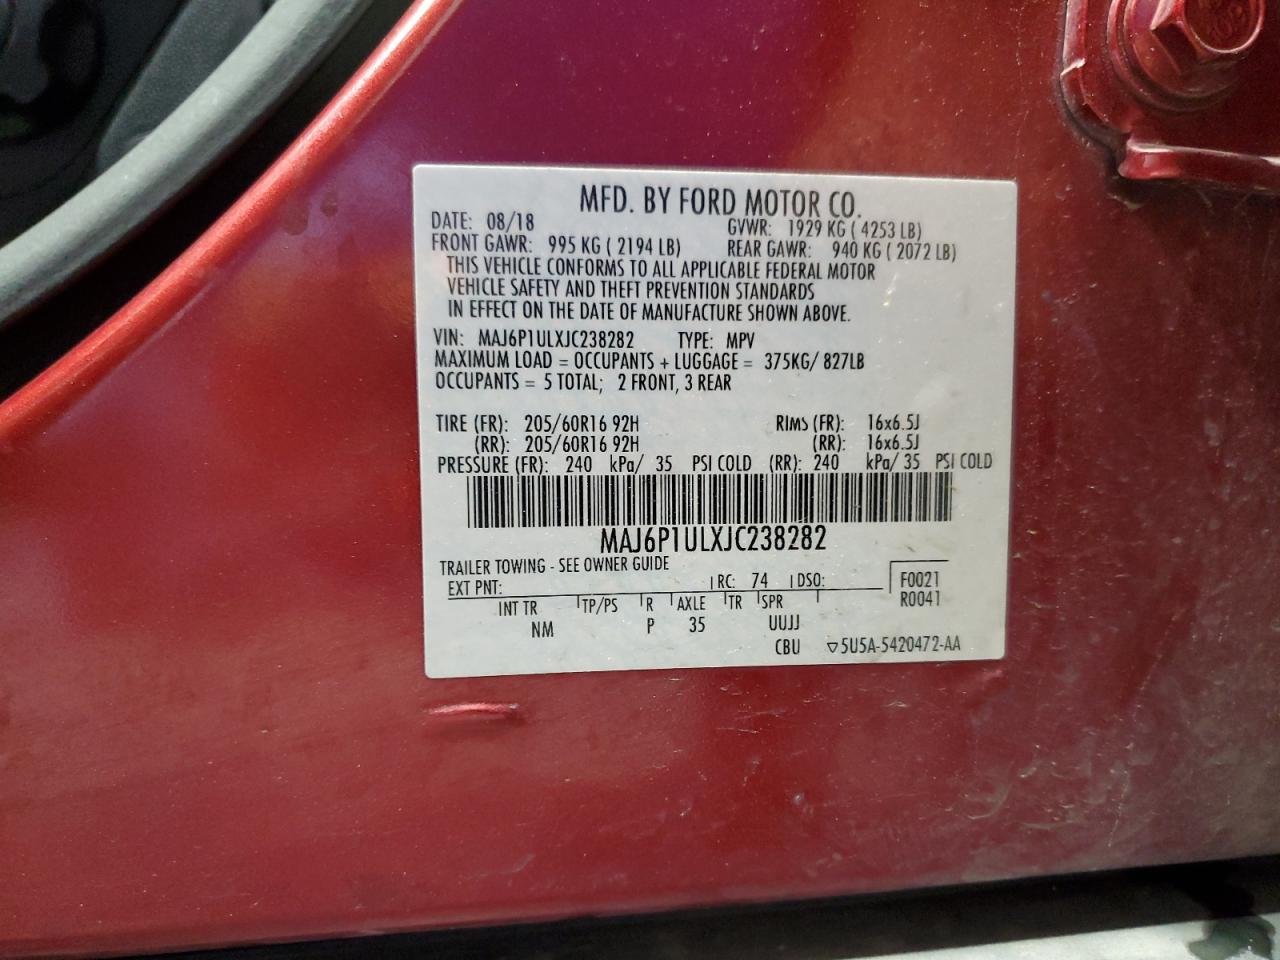 MFD. BY FORD MOTOR CO.
DATE: 08/18 GVWR: 1929 KG ( 4253 LB)
FRONT GAWR: 995 KG ( 2194 LB) REAR GAWR: 940 KG ( 2072 LB)
THIS VEHICLE CONFORMS TO ALL APPLICABLE FEDERAL MOTOR
VEHICLE SAFETY AND THEFT PREVENTION STANDARDS
IN EFFECT ON THE DATE OF MANUFACTURE SHOWN ABOVE.
VIN: MAJ6P1ULXJC238282 TYPE: MPV
MAXIMUM LOAD = OCCUPANTS + LUGGAGE = 375KG/ 827LB
OCCUPANTS = 5 TOTAL; 2 FRONT, 3 REAR
TIRE (FR): 205/60R16 92H RIMS (FR): 16x6.5J
(RR): 205/60R16 92H (RR): 16x6.5J
PRESSURE (FR): 240 kPa/ 35 PSI COLD (RR): 240 kPa/ 35 PSI COLD
MAJ6P1ULXJC238282
TRAILER TOWING - SEE OWNER GUIDE
EXT PNT: RC: 74 DSO: F0021
INT TR TP/PS R AXLE TR SPR R0041
NM P 35 UUJJ
CBU ▽5U5A-5420472-AA